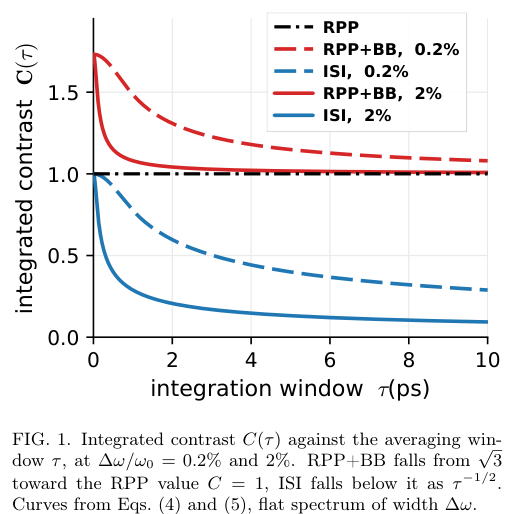 RPP
RPP+BB, 0.2%
ISI, 0.2%
RPP+BB, 2%
ISI, 2%
integrated contrast C(τ)
1.5
1.0
0.5
0.0
0 2 4 6 8 10
integration window τ(ps)
FIG. 1. Integrated contrast C(τ) against the averaging win-
dow τ, at Δω/ω₀ = 0.2% and 2%. RPP+BB falls from √3
toward the RPP value C = 1, ISI falls below it as τ⁻¹/².
Curves from Eqs. (4) and (5), flat spectrum of width Δω.